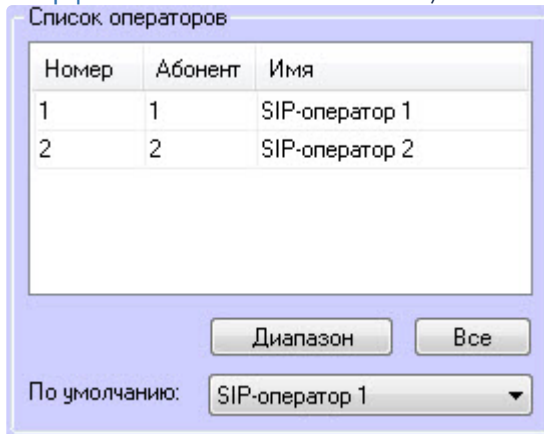 Список операторов
Номер Абонент Имя
1 1 SIP-оператор 1
2 2 SIP-оператор 2
Диапазон Все
По умолчанию: SIP-оператор 1